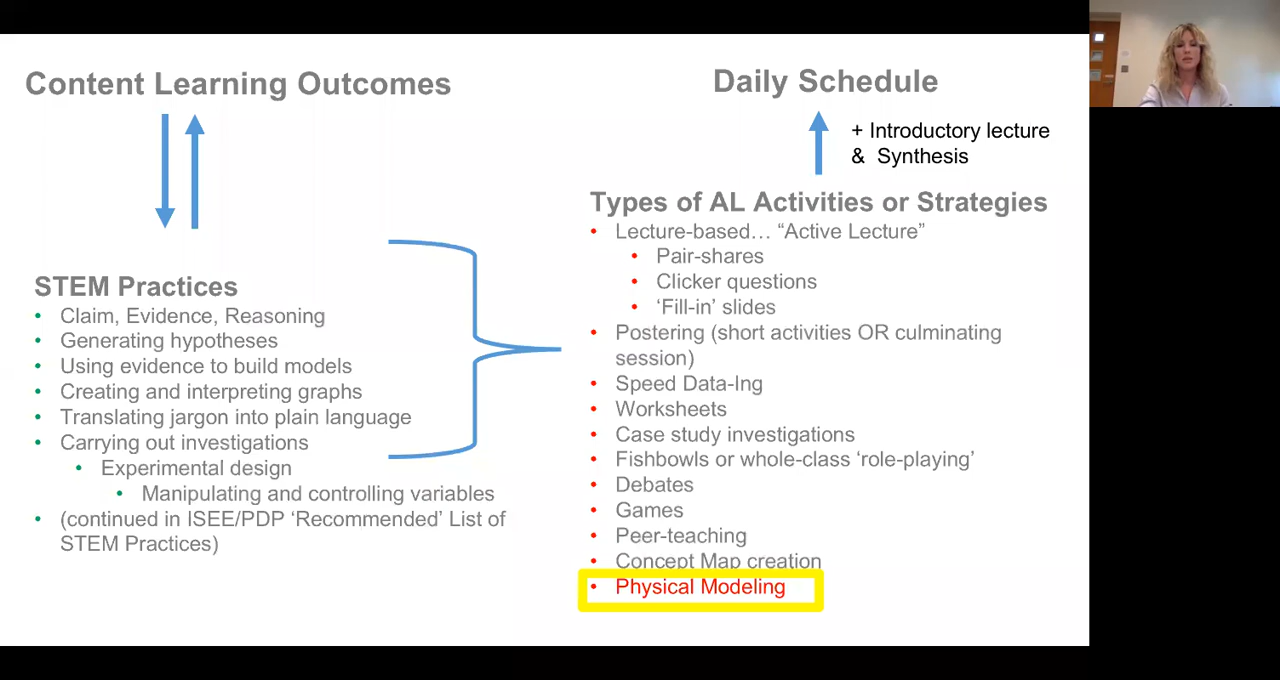 Content Learning Outcomes
STEM Practices
• Claim, Evidence, Reasoning
• Generating hypotheses
• Using evidence to build models
• Creating and interpreting graphs
• Translating jargon into plain language
• Carrying out investigations
• Experimental design
• Manipulating and controlling variables
• (continued in ISEE/PDP ‘Recommended’ List of
STEM Practices)
Daily Schedule
+ Introductory lecture
& Synthesis
Types of AL Activities or Strategies
• Lecture-based… “Active Lecture”
• Pair-shares
• Clicker questions
• ‘Fill-in’ slides
• Postering (short activities OR culminating
session)
• Speed Data-Ing
• Worksheets
• Case study investigations
• Fishbowls or whole-class ‘role-playing’
• Debates
• Games
• Peer-teaching
• Concept Map creation
• Physical Modeling